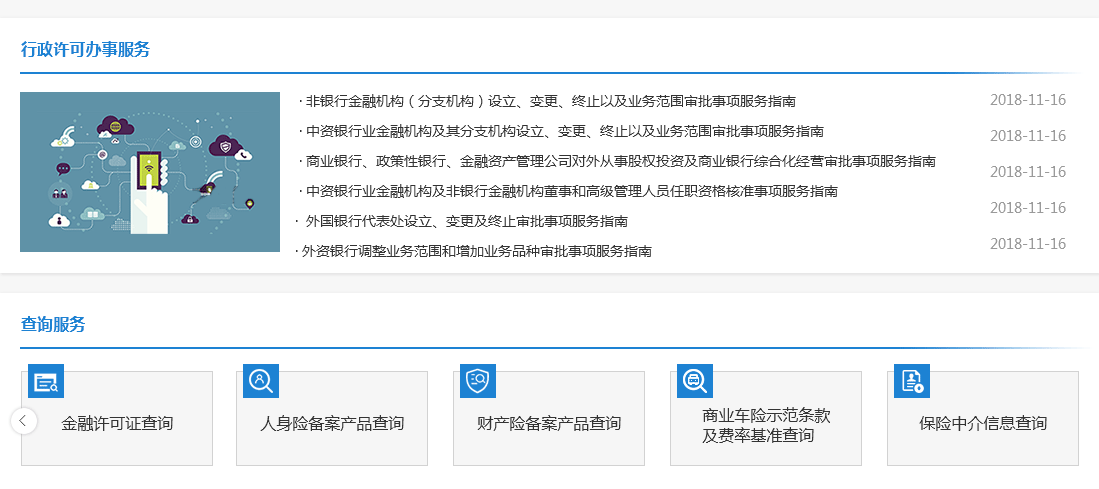 行政许可办事服务
· 非银行金融机构（分支机构）设立、变更、终止以及业务范围审批事项服务指南 2018-11-16
· 中资银行业金融机构及其分支机构设立、变更、终止以及业务范围审批事项服务指南 2018-11-16
· 商业银行、政策性银行、金融资产管理公司对外从事股权投资及商业银行综合化经营审批事项服务指南 2018-11-16
· 中资银行业金融机构及非银行金融机构董事和高级管理人员任职资格核准事项服务指南 2018-11-16
· 外国银行代表处设立、变更及终止审批事项服务指南 2018-11-16
· 外资银行调整业务范围和增加业务品种审批事项服务指南
查询服务
金融许可证查询
人身险备案产品查询
财产险备案产品查询
商业车险示范条款
及费率基准查询
保险中介信息查询